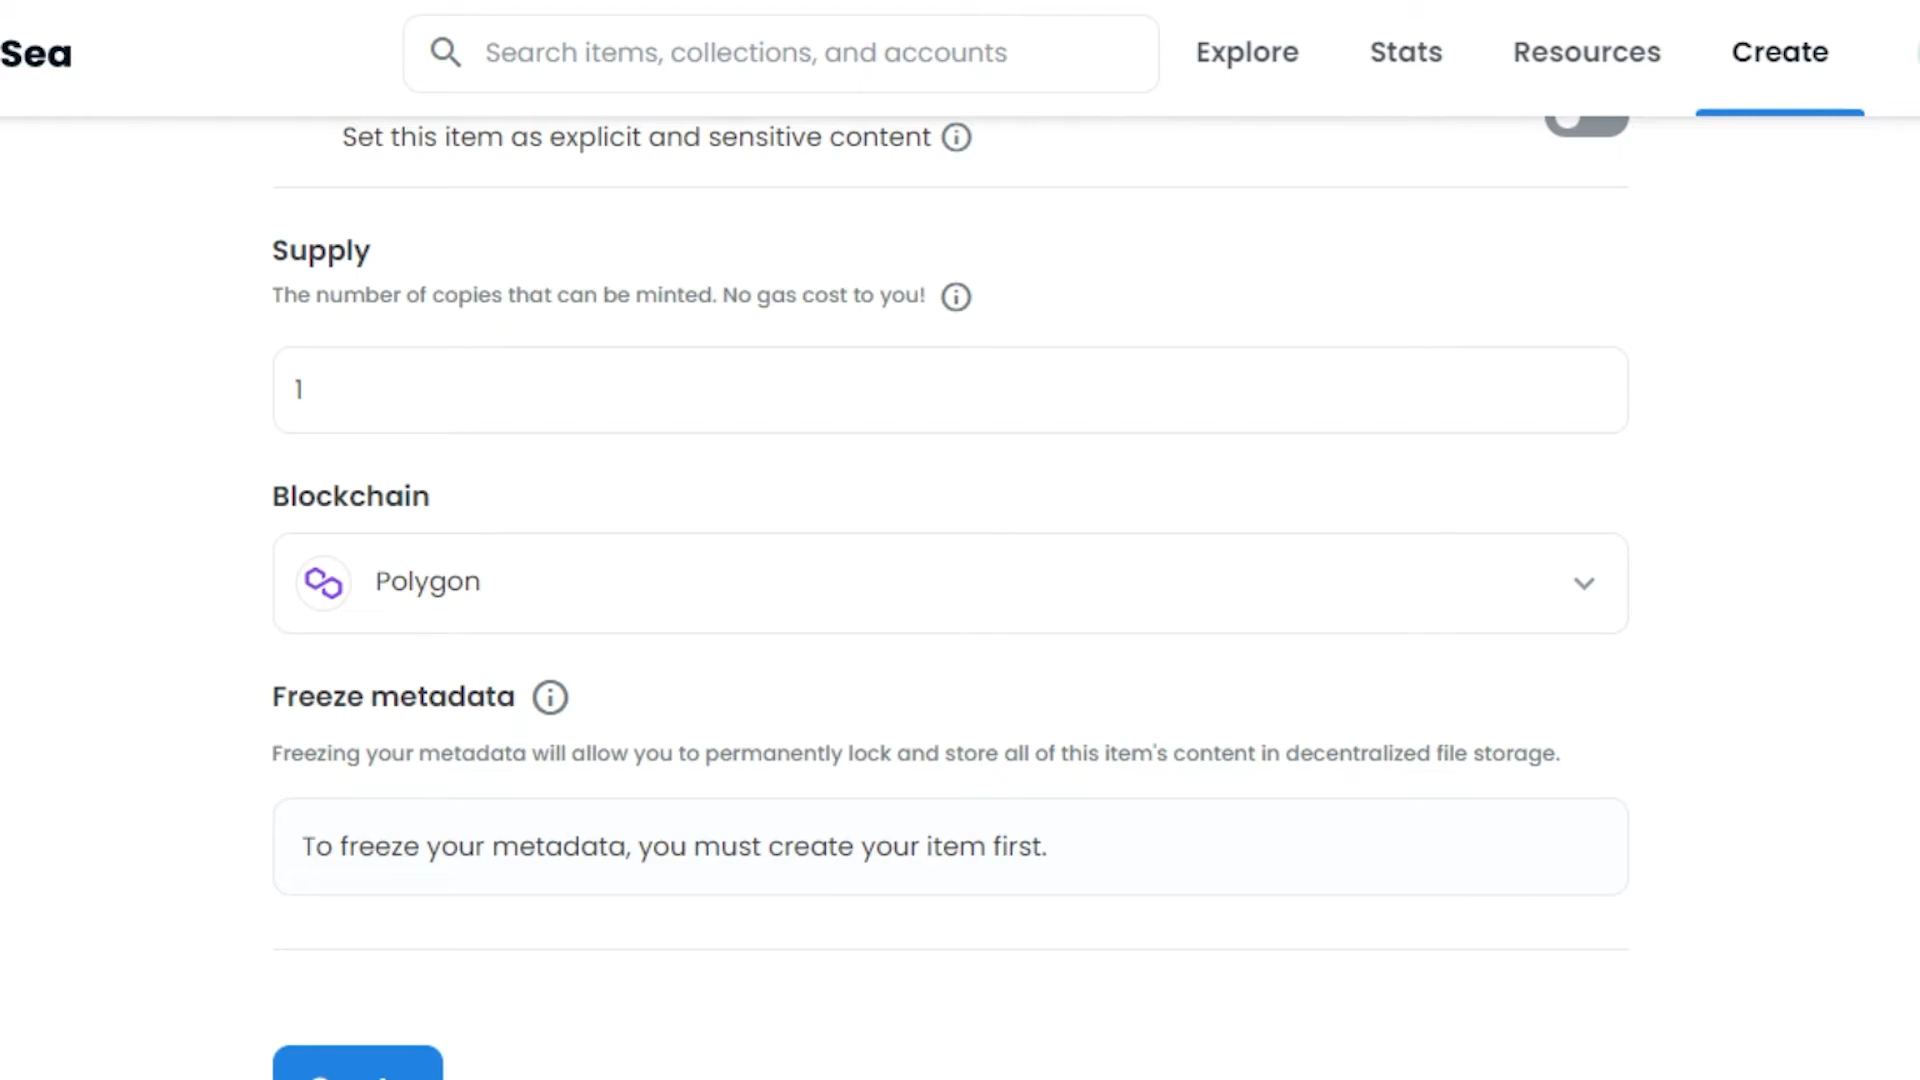 Sea
Search items, collections, and accounts
Explore
Stats
Resources
Create
Set this item as explicit and sensitive content
Supply
The number of copies that can be minted. No gas cost to you!
1
Blockchain
Polygon
Freeze metadata
Freezing your metadata will allow you to permanently lock and store all of this item's content in decentralized file storage.
To freeze your metadata, you must create your item first.